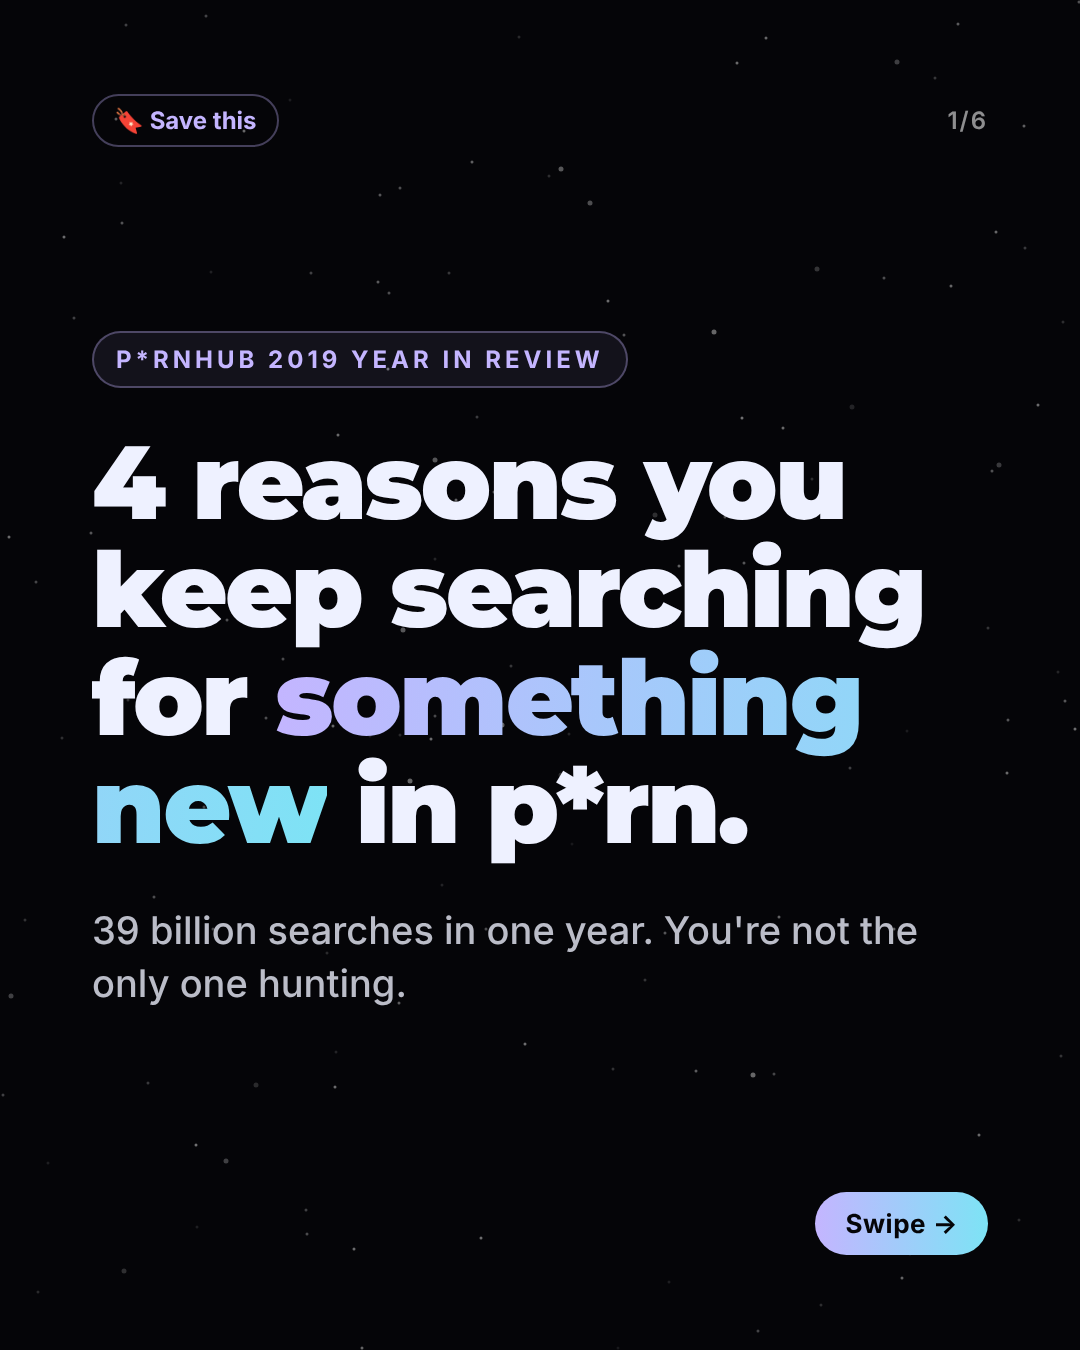 🔖 Save this
1/6
P*RNHUB 2019 YEAR IN REVIEW
4 reasons you
keep searching
for something
new in p*rn.
39 billion searches in one year. You're not the
only one hunting.
Swipe →